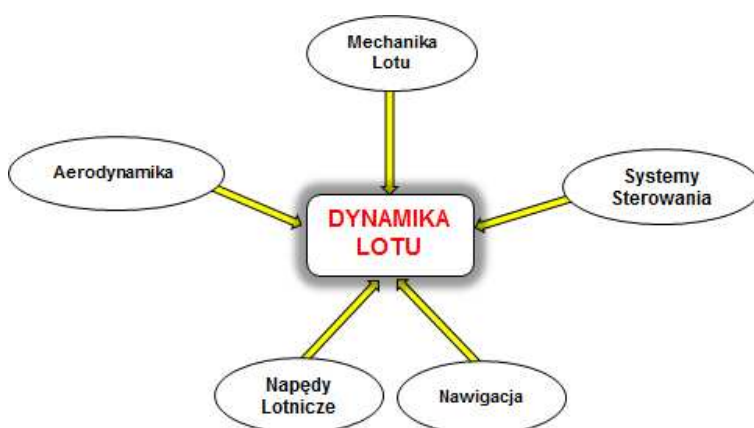 Mechanika
Lotu
Aerodynamika
Systemy
Sterowania
DYNAMIKA
LOTU
Napędy
Lotnicze
Nawigacja